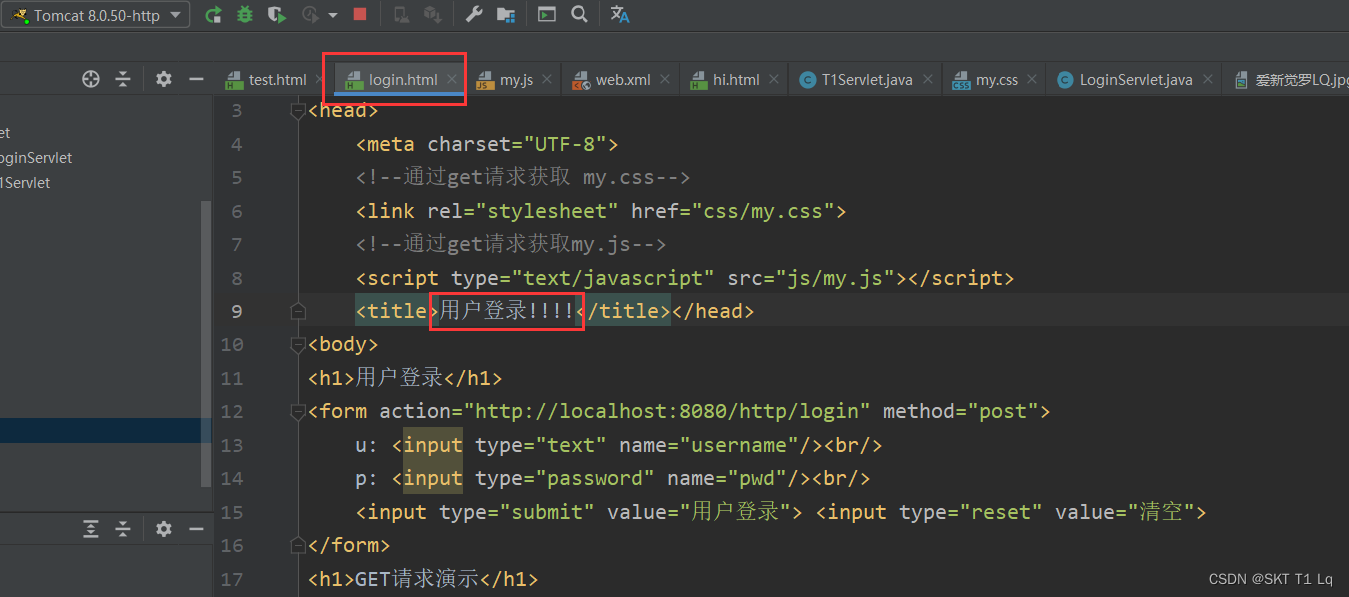 Tomcat 8.0.50-http
test.html login.html my.js web.xml hi.html T1Servlet.java my.css LoginServlet.java 爱新觉罗LQ.jpg
et
oginServlet
1Servlet
3 <head>
4 <meta charset="UTF-8">
5 <!--通过get请求获取 my.css-->
6 <link rel="stylesheet" href="css/my.css">
7 <!--通过get请求获取my.js-->
8 <script type="text/javascript" src="js/my.js"></script>
9 <title>用户登录!!!!</title></head>
10 <body>
11 <h1>用户登录</h1>
12 <form action="http://localhost:8080/http/login" method="post">
13 u: <input type="text" name="username"/><br/>
14 p: <input type="password" name="pwd"/><br/>
15 <input type="submit" value="用户登录"> <input type="reset" value="清空">
16 </form>
17 <h1>GET请求演示</h1>
CSDN @SKT T1 Lq